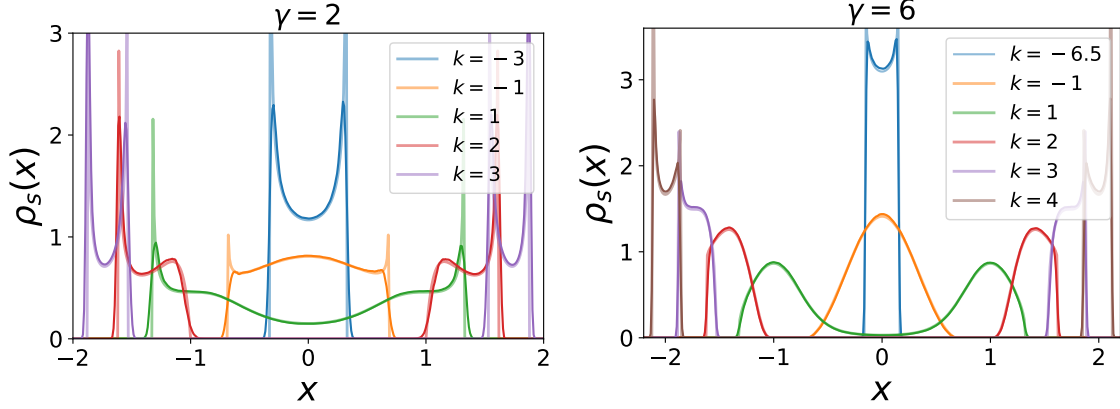 γ = 2
3
2
1
0
ρₛ(x)
−2
−1
0
1
2
x
k = − 3
k = − 1
k = 1
k = 2
k = 3
γ = 6
3
2
1
0
ρₛ(x)
−2
−1
0
1
2
x
k = − 6.5
k = − 1
k = 1
k = 2
k = 3
k = 4